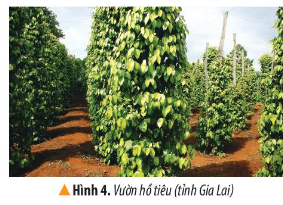 ▲ Hình 4. Vườn hồ tiêu (tỉnh Gia Lai)